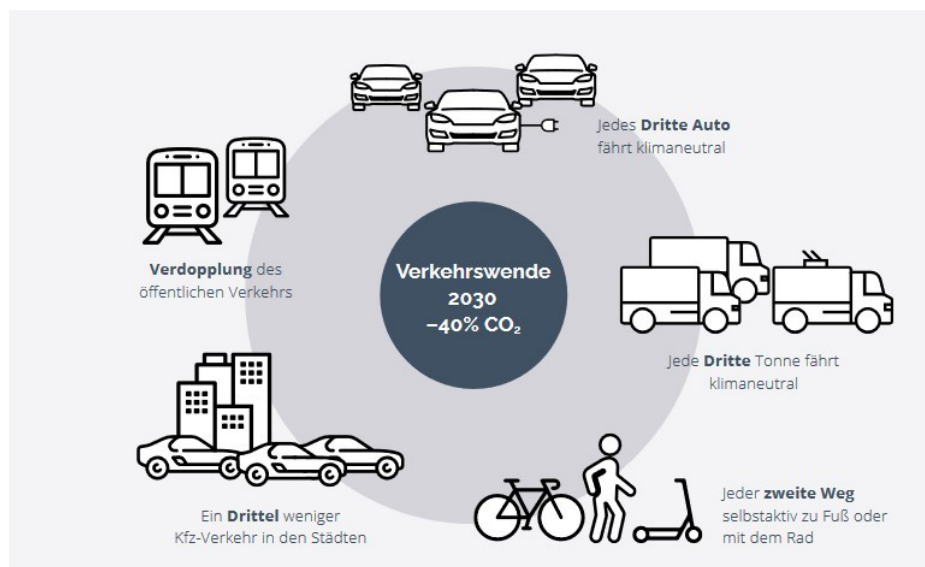 Jedes Dritte Auto
fährt klimaneutral
Verdopplung des
öffentlichen Verkehrs
Verkehrswende
2030
–40% CO₂
Jede Dritte Tonne fährt
klimaneutral
Ein Drittel weniger
Kfz-Verkehr in den Städten
Jeder zweite Weg
selbstaktiv zu Fuß oder
mit dem Rad